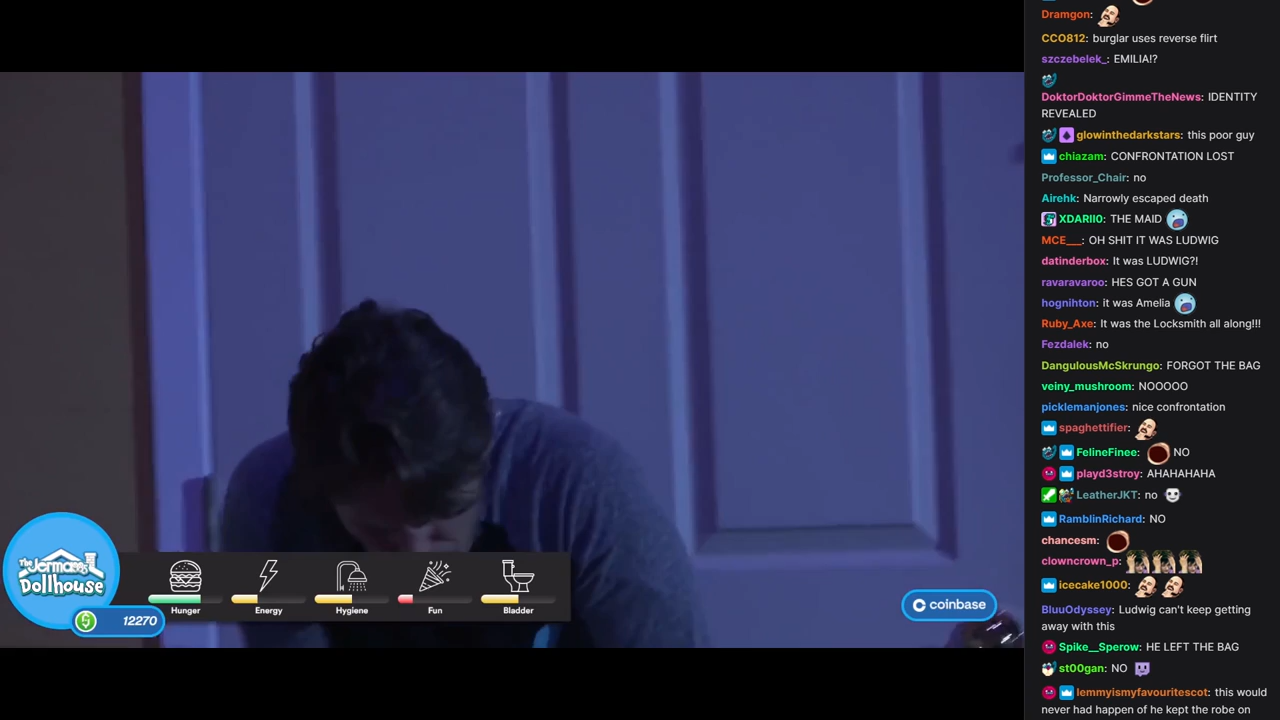 Dramgon:
CCO812: burglar uses reverse flirt
szczebelek_: EMILIA!?
DoktorDoktorGimmeTheNews: IDENTITY
REVEALED
glowinthedarkstars: this poor guy
chiazam: CONFRONTATION LOST
Professor_Chair: no
Airehk: Narrowly escaped death
XDARII0: THE MAID
MCE___: OH SHIT IT WAS LUDWIG
datinderbox: It was LUDWIG?!
ravaravaroo: HES GOT A GUN
hognihton: it was Amelia
Ruby_Axe: It was the Locksmith all along!!!
Fezdalek: no
DangulousMcSkrungo: FORGOT THE BAG
veiny_mushroom: NOOOOO
picklemanjones: nice confrontation
spaghettifier:
FelineFinee: NO
playd3stroy: AHAHAHAHA
LeatherJKT: no
RamblinRichard: NO
chancesm:
clowncrown_p:
icecake1000:
BluuOdyssey: Ludwig can't keep getting
away with this
Spike__Sperow: HE LEFT THE BAG
st00gan: NO
lemmyismyfavouritescot: this would
never had happen of he kept the robe on
The Jerma985
Dollhouse
12270
Hunger
Energy
Hygiene
Fun
Bladder
coinbase